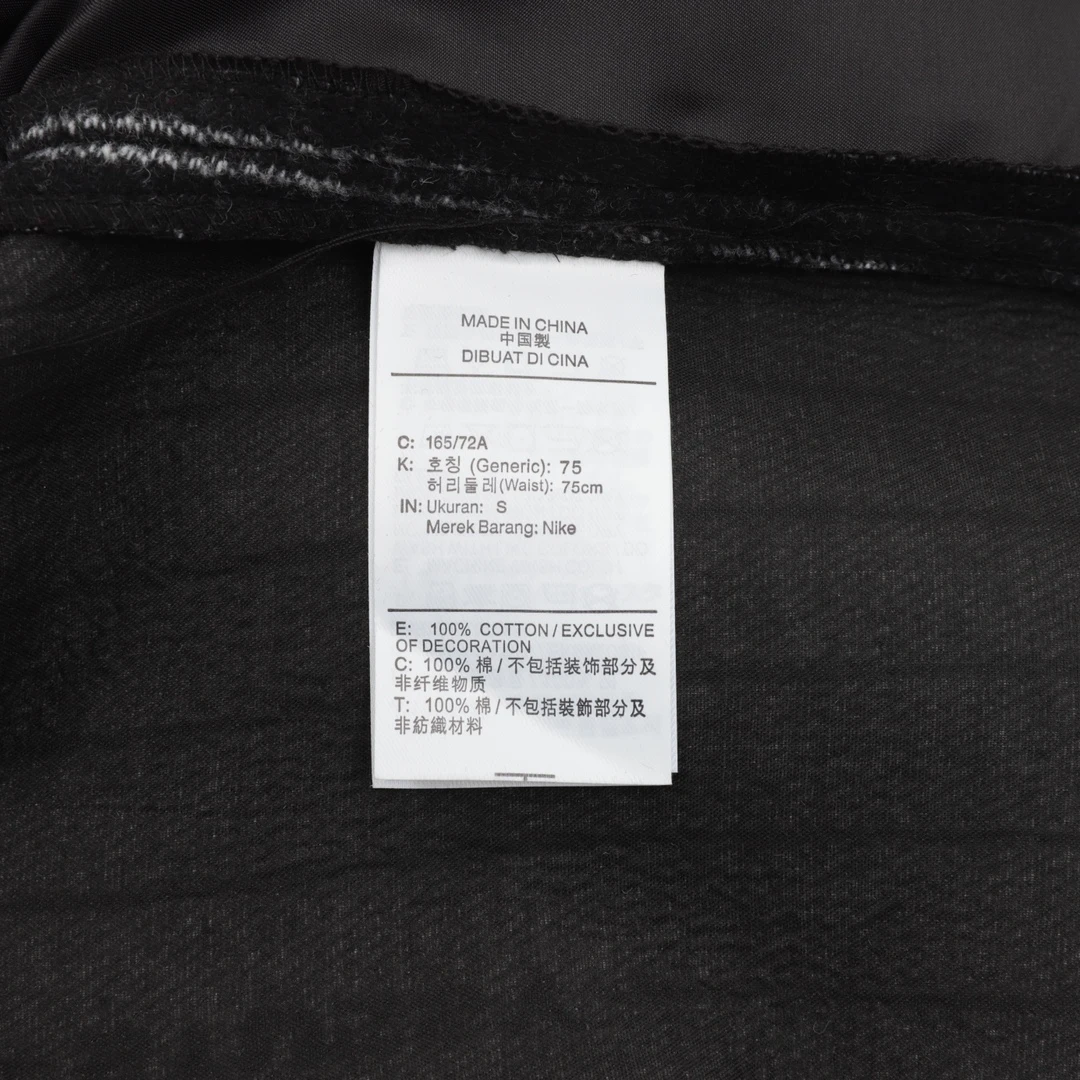 MADE IN CHINA
中国製
DIBUAT DI CINA
C: 165/72A
K: 호칭 (Generic): 75
허리둘레(Waist): 75cm
IN: Ukuran: S
Merek Barang: Nike
E: 100% COTTON / EXCLUSIVE
OF DECORATION
C: 100% 棉 / 不包括装饰部分及
非纤维物质
T: 100% 棉 / 不包括裝飾部分及
非紡織材料